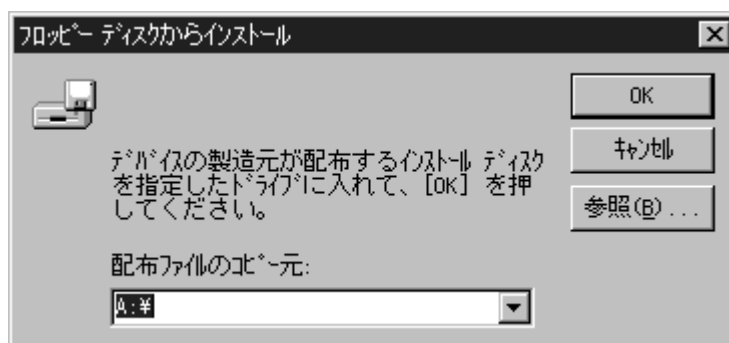 フロッピー ディスクからインストール
OK
デバイスの製造元が配布するインストール ディスク
を指定したドライブに入れて、[OK] を押
してください。
キャンセル
参照(B)...
配布ファイルのコピー元:
A:¥